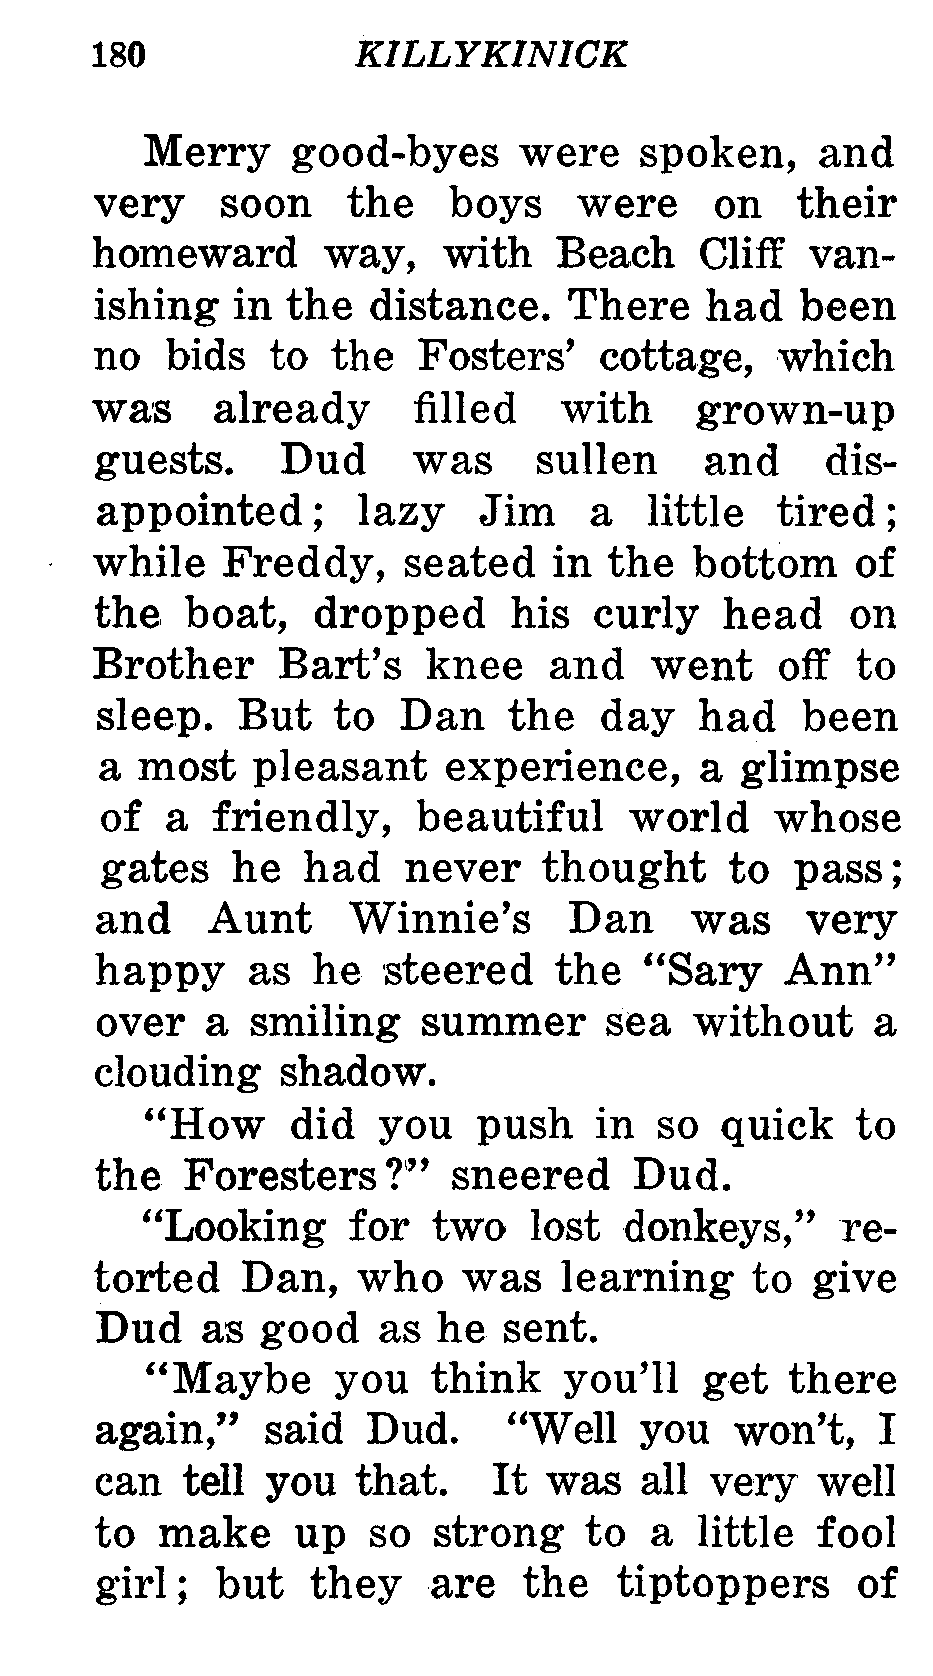 180 KILLYKINICK
Merry good-byes were spoken, and
very soon the boys were on their
homeward way, with Beach Cliff van-
ishing in the distance. There had been
no bids to the Fosters' cottage, which
was already filled with grown-up
guests. Dud was sullen and dis-
appointed; lazy Jim a little tired;
while Freddy, seated in the bottom of
the boat, dropped his curly head on
Brother Bart's knee and went off to
sleep. But to Dan the day had been
a most pleasant experience, a glimpse
of a friendly, beautiful world whose
gates he had never thought to pass;
and Aunt Winnie's Dan was very
happy as he steered the “Sary Ann”
over a smiling summer sea without a
clouding shadow.
“How did you push in so quick to
the Foresters?” sneered Dud.
“Looking for two lost donkeys,” re-
torted Dan, who was learning to give
Dud as good as he sent.
“Maybe you think you'll get there
again,” said Dud. “Well you won't, I
can tell you that. It was all very well
to make up so strong to a little fool
girl; but they are the tiptoppers of